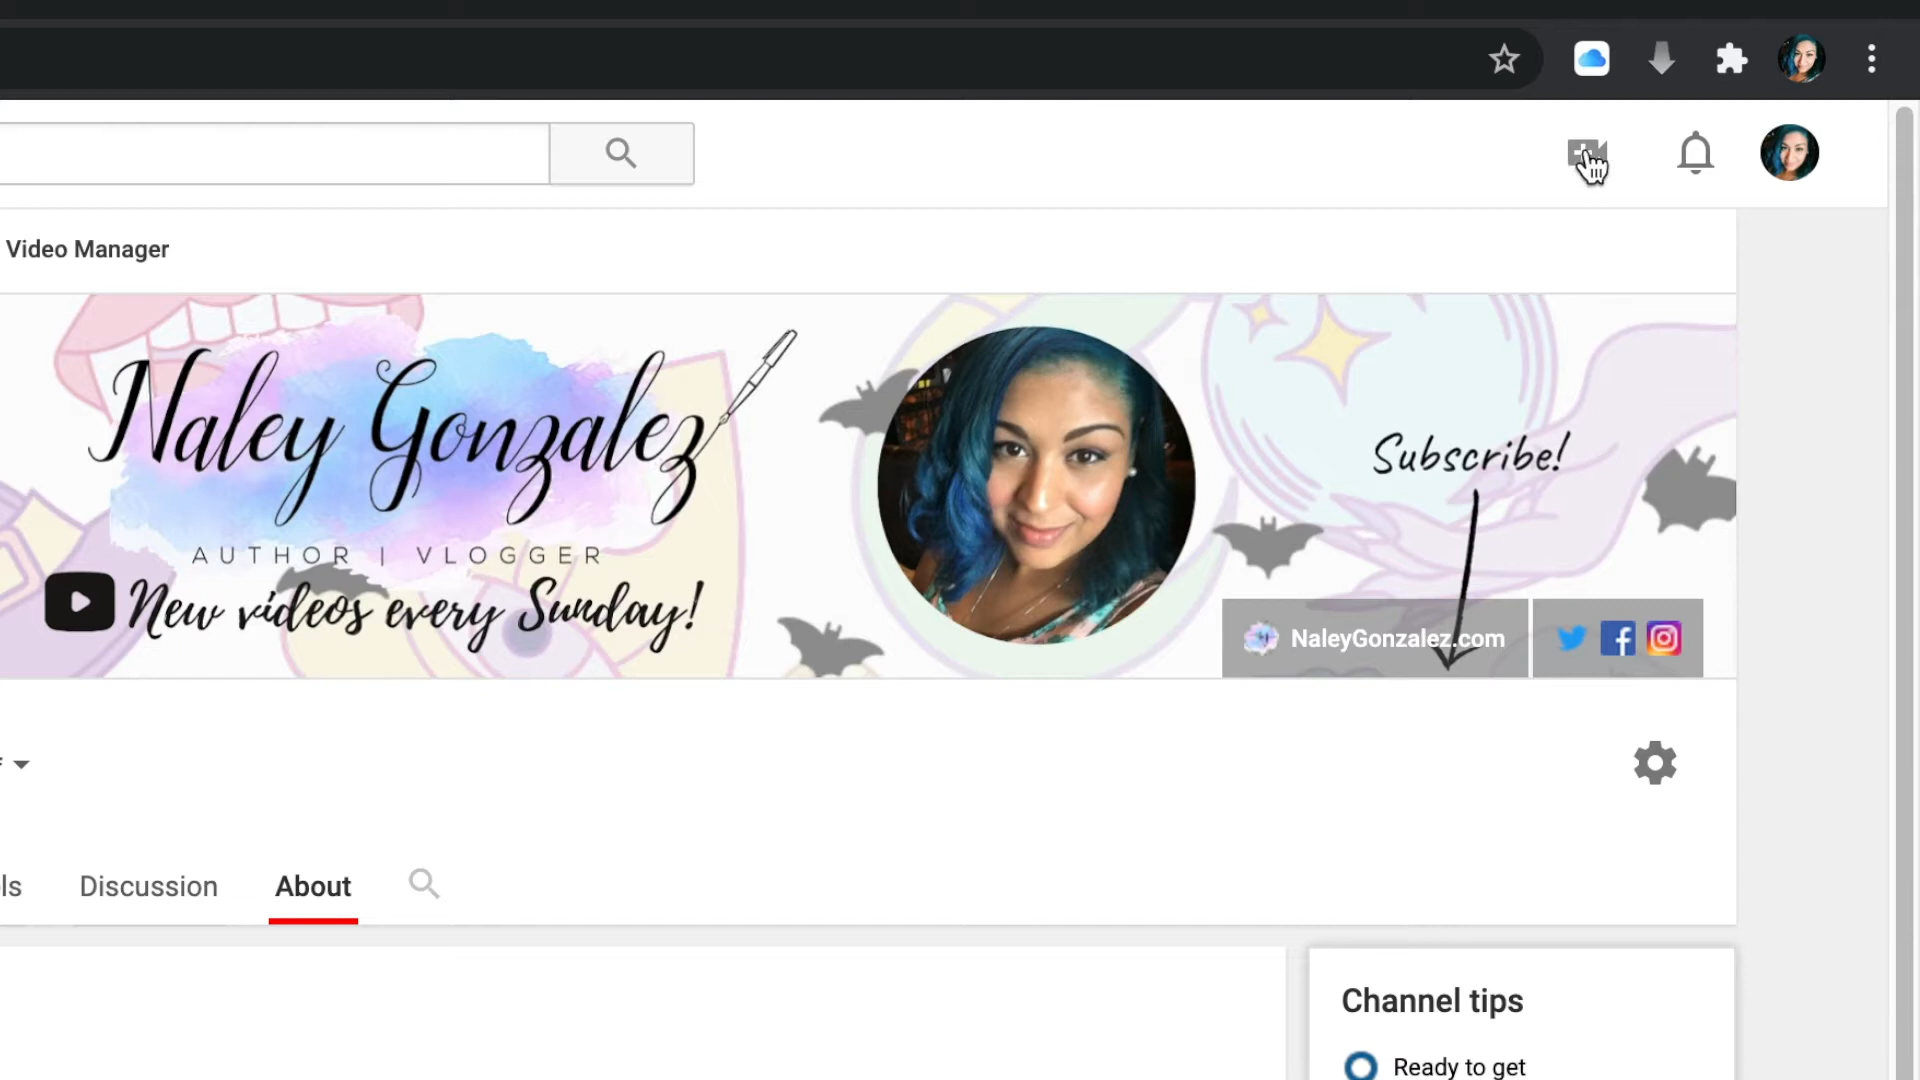 Video Manager
Naley Gonzalez
AUTHOR | VLOGGER
New videos every Sunday!
Subscribe!
NaleyGonzalez.com
ls
Discussion
About
Channel tips
Ready to get